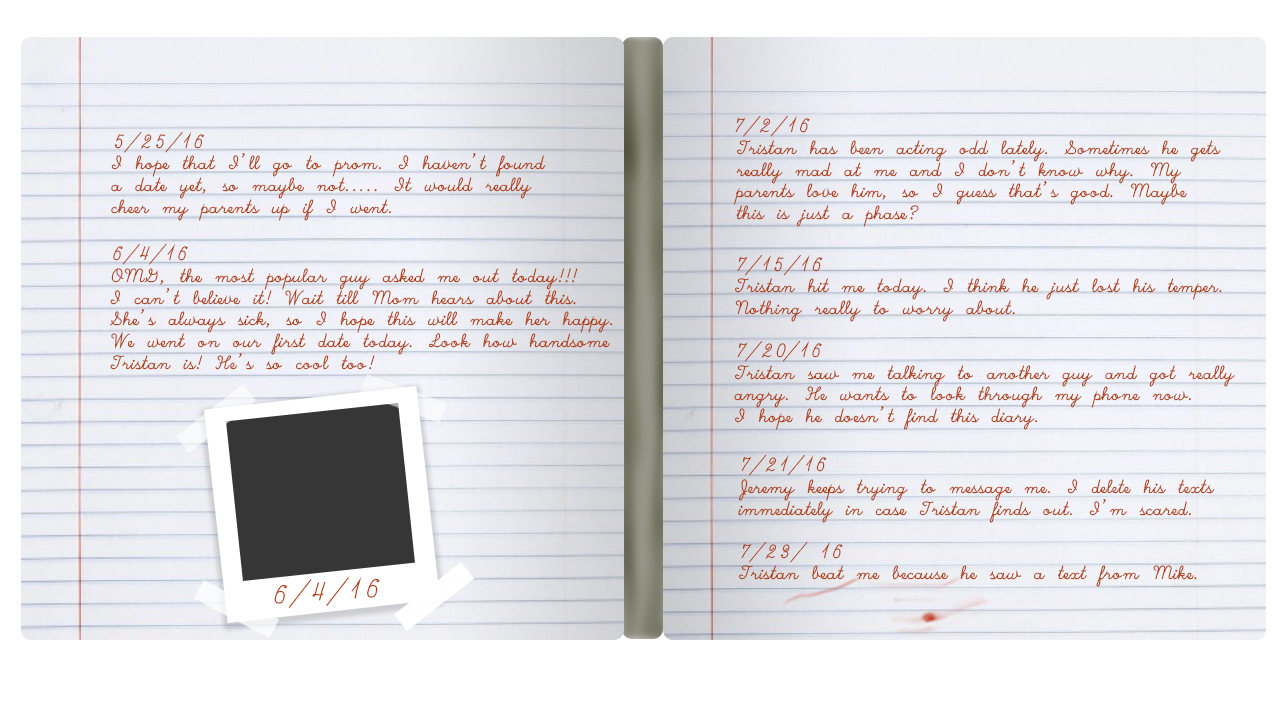 5/25/16
I hope that I'll go to prom. I haven't found
a date yet, so maybe not..... It would really
cheer my parents up if I went.
6/4/16
OMG, the most popular guy asked me out today!!!
I can't believe it! Wait till Mom hears about this.
She's always sick, so I hope this will make her happy.
We went on our first date today. Look how handsome
Tristan is! He's so cool too!
6/4/16
7/2/16
Tristan has been acting odd lately. Sometimes he gets
really mad at me and I don't know why. My
parents love him, so I guess that's good. Maybe
this is just a phase?
7/15/16
Tristan hit me today. I think he just lost his temper.
Nothing really to worry about.
7/20/16
Tristan saw me talking to another guy and got really
angry. He wants to look through my phone now.
I hope he doesn't find this diary.
7/21/16
Jeremy keeps trying to message me. I delete his texts
immediately in case Tristan finds out. I'm scared.
7/23/ 16
Tristan beat me because he saw a text from Mike.